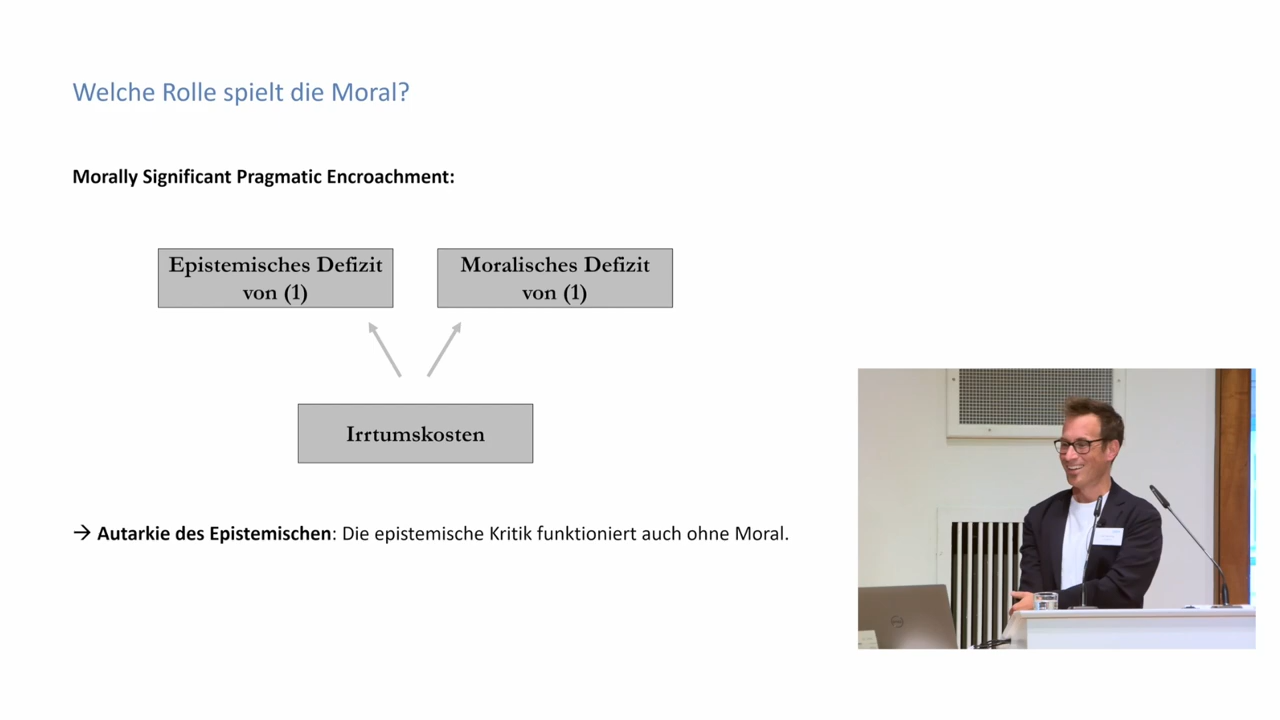 Welche Rolle spielt die Moral?
Morally Significant Pragmatic Encroachment:
Epistemisches Defizit
von (1)
Moralisches Defizit
von (1)
Irrtumskosten
→ Autarkie des Epistemischen: Die epistemische Kritik funktioniert auch ohne Moral.